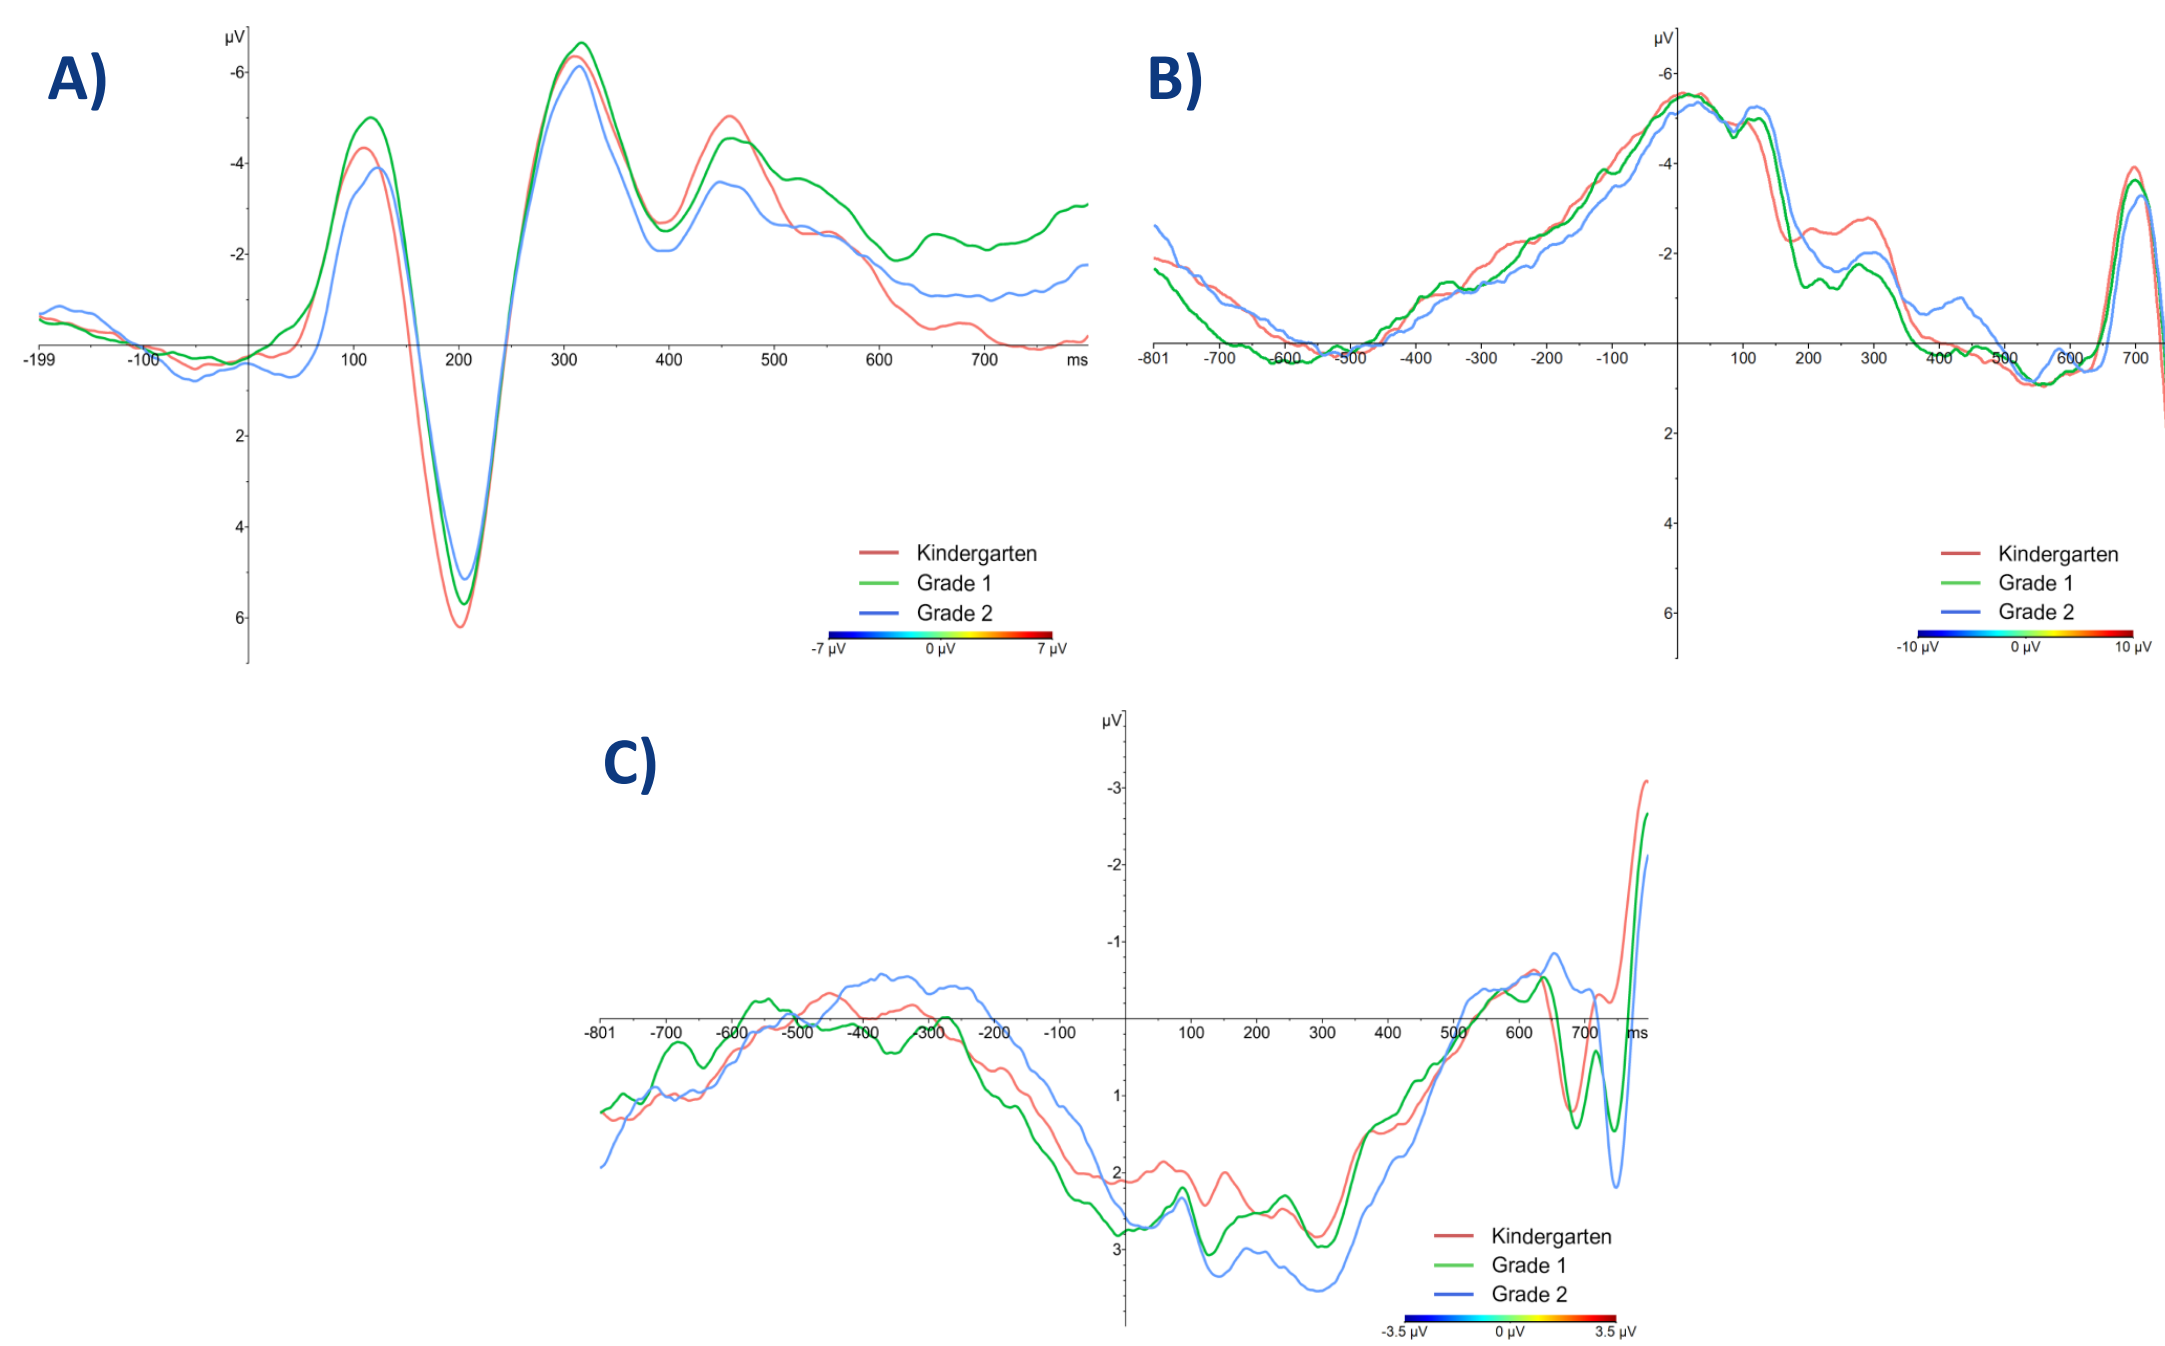 A)
µV
-6
-4
-2
-199
-100
100
200
300
400
500
600
700
ms
2
4
6
Kindergarten
Grade 1
Grade 2
-7 µV
0 µV
7 µV
B)
µV
-6
-4
-2
-801
-700
-600
-500
-400
-300
-200
-100
100
200
300
400
500
600
700
2
4
6
Kindergarten
Grade 1
Grade 2
-10 µV
0 µV
10 µV
C)
µV
-3
-2
-1
-801
-700
-600
-500
-400
-300
-200
-100
100
200
300
400
500
600
700
ms
1
2
3
Kindergarten
Grade 1
Grade 2
-3.5 µV
0 µV
3.5 µV